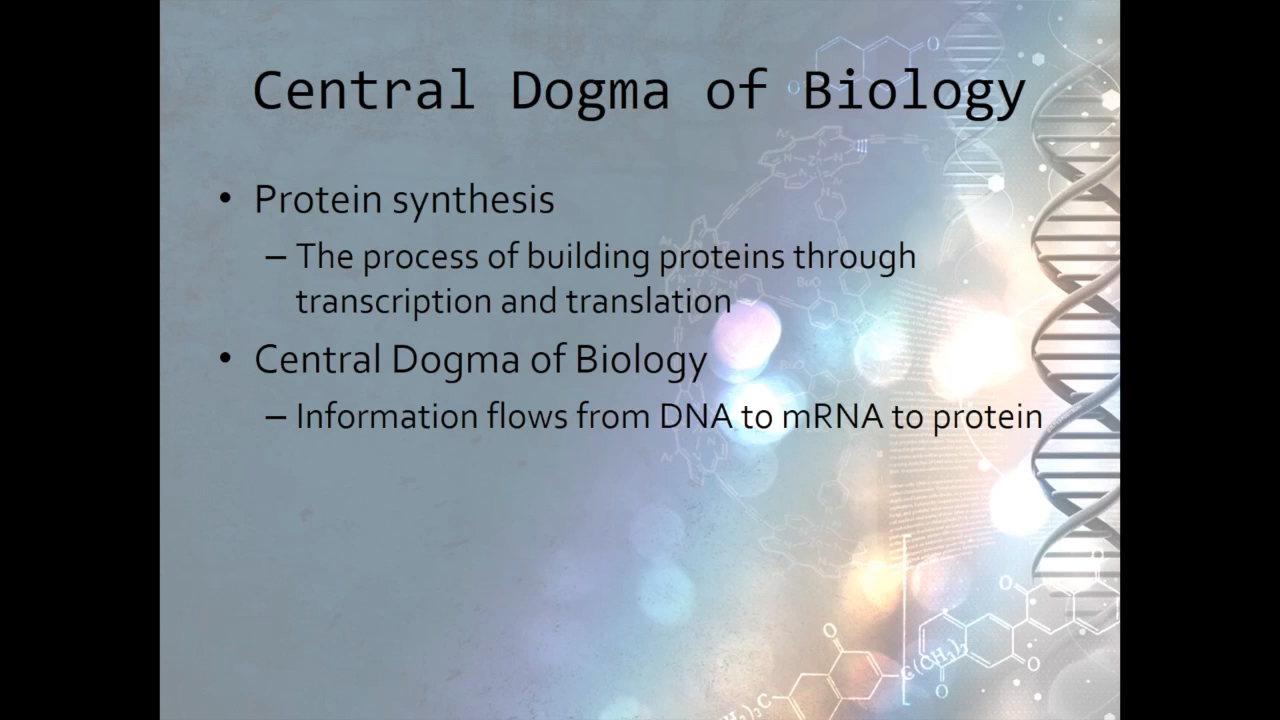 Central Dogma of Biology
• Protein synthesis
– The process of building proteins through
transcription and translation
• Central Dogma of Biology
– Information flows from DNA to mRNA to protein